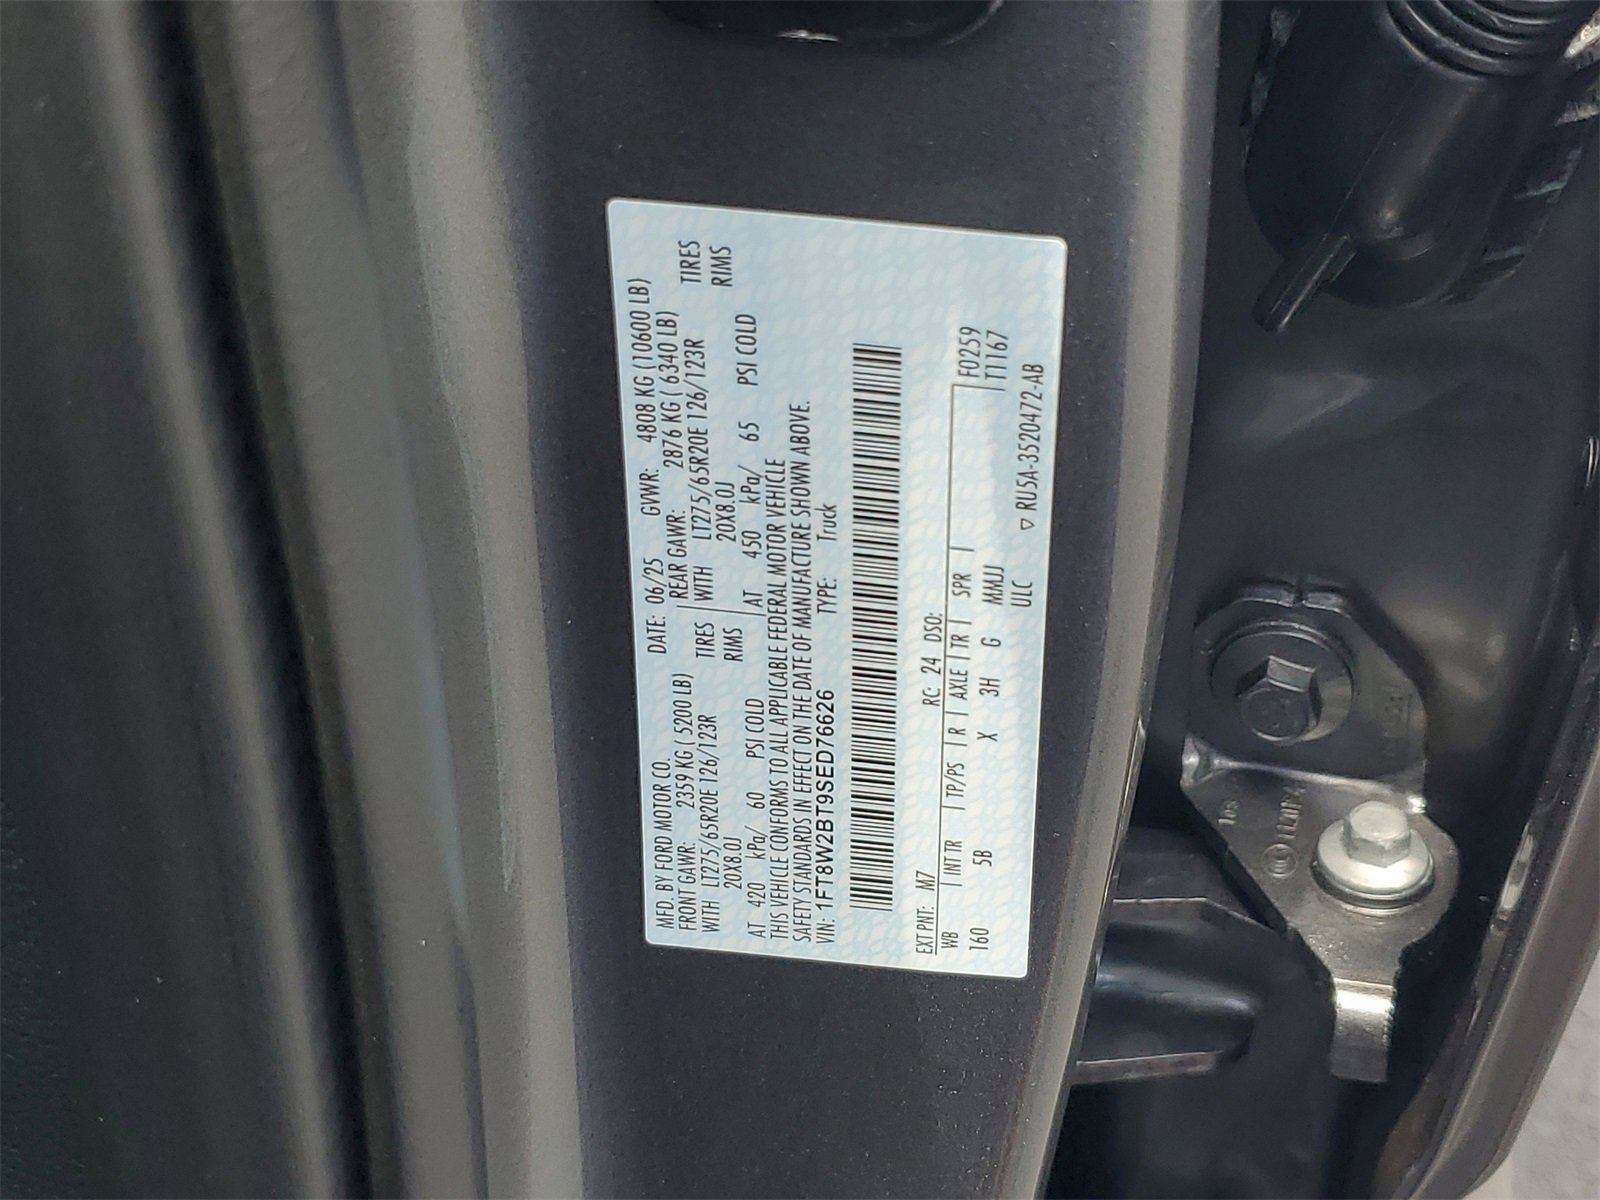 MFD. BY FORD MOTOR CO.
DATE: 06/25 GVWR: 4808 KG (10600 LB)
FRONT GAWR: 2359 KG ( 5200 LB) REAR GAWR: 2876 KG ( 6340 LB)
WITH LT275/65R20E 126/123R TIRES WITH LT275/65R20E 126/123R TIRES
20X8.0J RIMS 20X8.0J RIMS
AT 420 kPa/ 60 PSI COLD AT 450 kPa/ 65 PSI COLD
THIS VEHICLE CONFORMS TO ALL APPLICABLE FEDERAL MOTOR VEHICLE
SAFETY STANDARDS IN EFFECT ON THE DATE OF MANUFACTURE SHOWN ABOVE.
VIN: 1FT8W2BT9SED76626 TYPE: Truck
EXT PNT: M7 RC: 24 DSO: F0259
WB INT TR TP/PS R AXLE TR SPR T1167
160 5B X 3H G MMJJ
ULC ▽ RU5A-3520472-AB